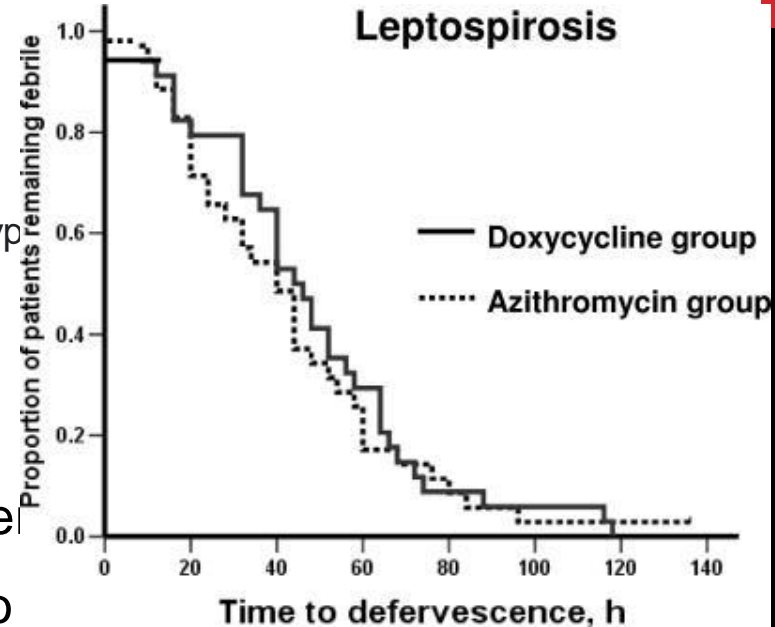 Leptospirosis
Proportion of patients remaining febrile
1.0
0.8
0.6
0.4
0.2
0.0
Doxycycline group
Azithromycin group
0 20 40 60 80 100 120 140
Time to defervescence, h